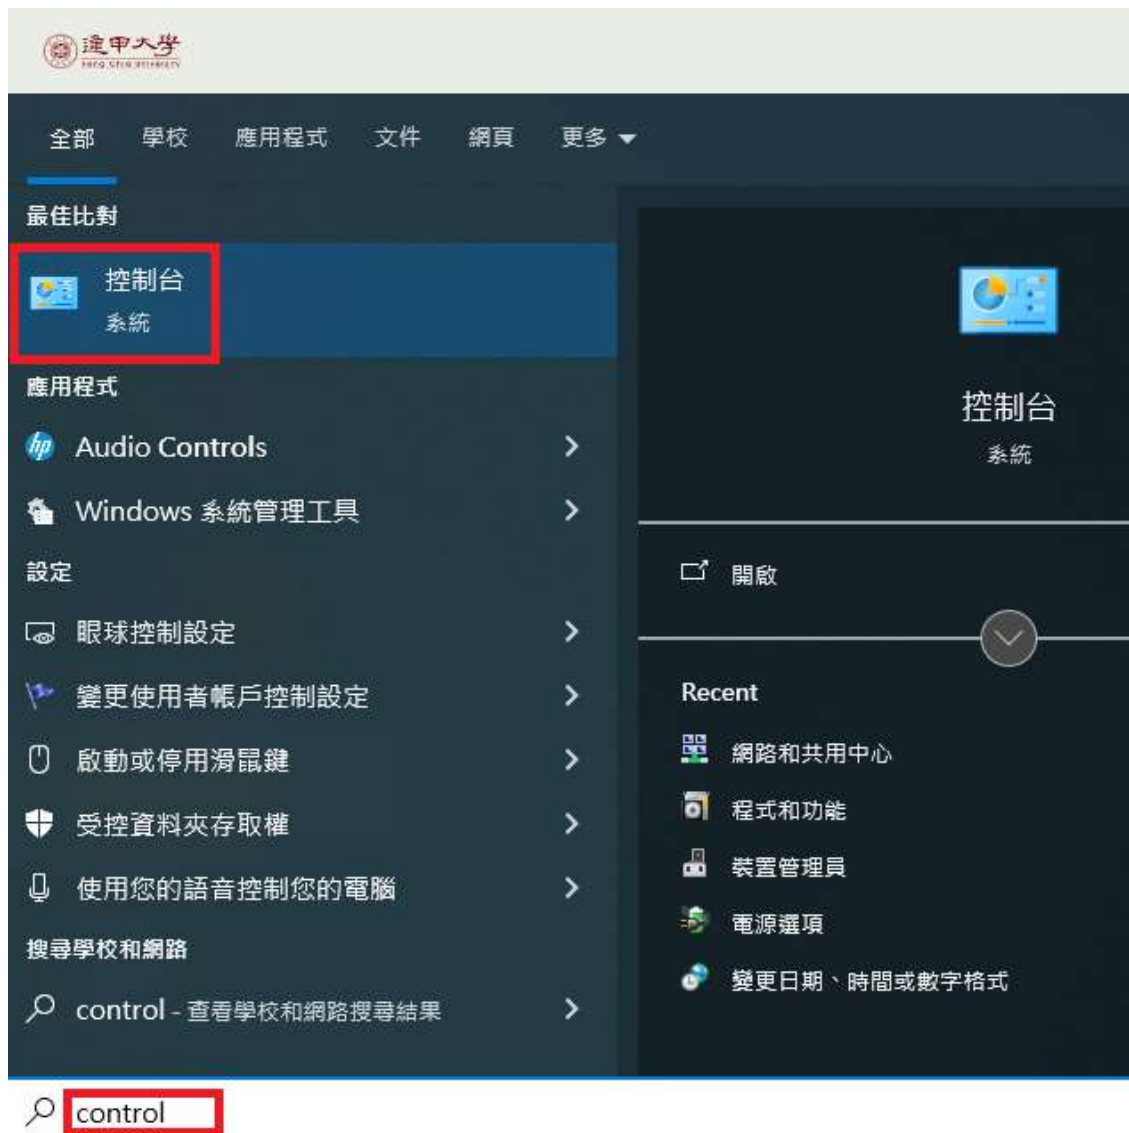 逢甲大學
FENG CHIA UNIVERSITY
全部 學校 應用程式 文件 網頁 更多
最佳比對
控制台
系統
應用程式
hp Audio Controls
Windows 系統管理工具
設定
眼球控制設定
變更使用者帳戶控制設定
啟動或停用滑鼠鍵
受控資料夾存取權
使用您的語音控制您的電腦
搜尋學校和網路
control - 查看學校和網路搜尋結果
控制台
系統
開啟
Recent
網路和共用中心
程式和功能
裝置管理員
電源選項
變更日期、時間或數字格式
control